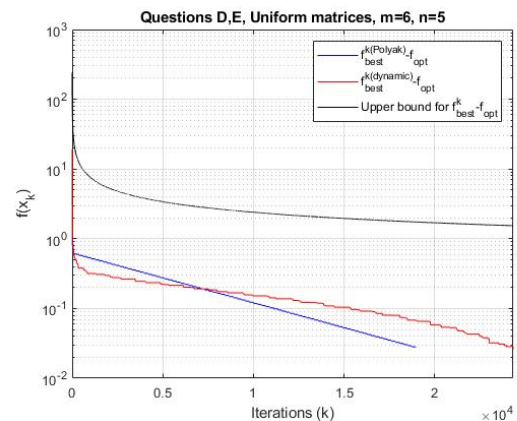 Questions D,E, Uniform matrices, m=6, n=5
10^3
f_best^k(Polyak)-f_opt
f_best^k(dynamic)-f_opt
Upper bound for f_best^k-f_opt
10^2
10^1
f(x_k)
10^0
10^-1
10^-2
0 0.5 1 1.5 2
Iterations (k) ×10^4